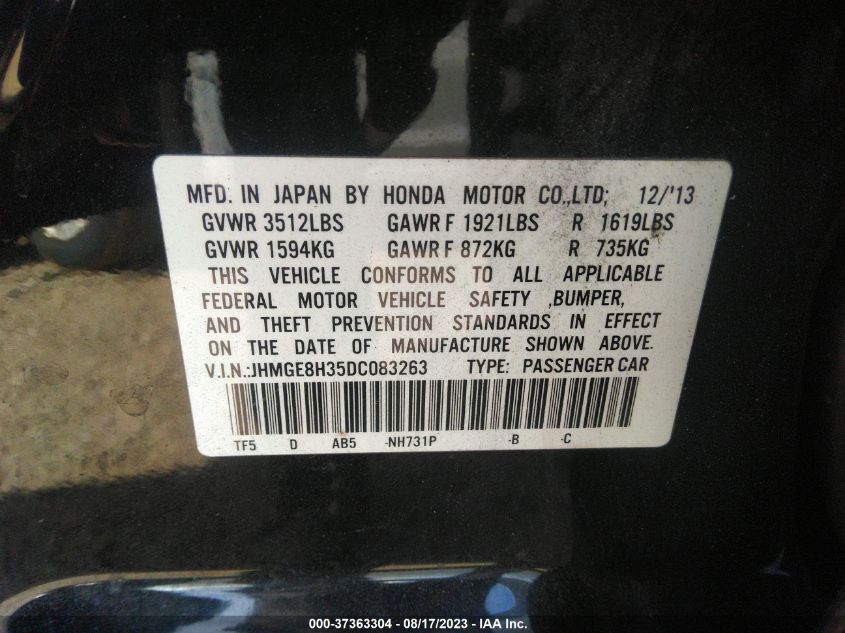 MFD. IN JAPAN BY HONDA MOTOR CO.,LTD; 12/'13
GVWR 3512LBS GAWR F 1921LBS R 1619LBS
GVWR 1594KG GAWR F 872KG R 735KG
THIS VEHICLE CONFORMS TO ALL APPLICABLE
FEDERAL MOTOR VEHICLE SAFETY ,BUMPER,
AND THEFT PREVENTION STANDARDS IN EFFECT
ON THE DATE OF MANUFACTURE SHOWN ABOVE.
V.I.N.:JHMGE8H35DC083263 TYPE: PASSENGER CAR
TF5 D AB5 -NH731P -B -C
000-37363304 - 08/17/2023 - IAA Inc.